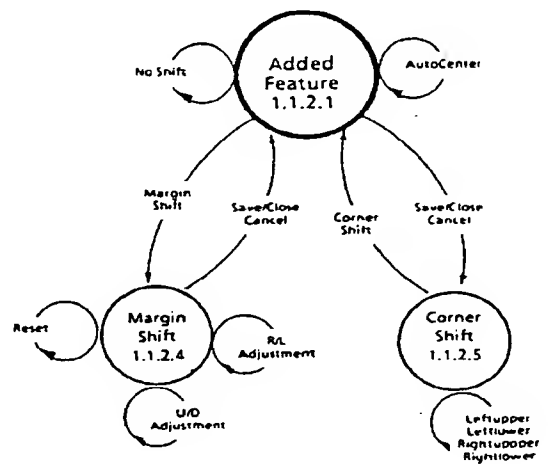 No Shift
Added
Feature
1.1.2.1
AutoCenter
Margin
Shift
Save/Close
Cancel
Corner
Shift
Save/Close
Cancel
Reset
Margin
Shift
1.1.2.4
R/L
Adjustment
U/D
Adjustment
Corner
Shift
1.1.2.5
Leftupper
Leftlower
Rightuppper
Rightlower